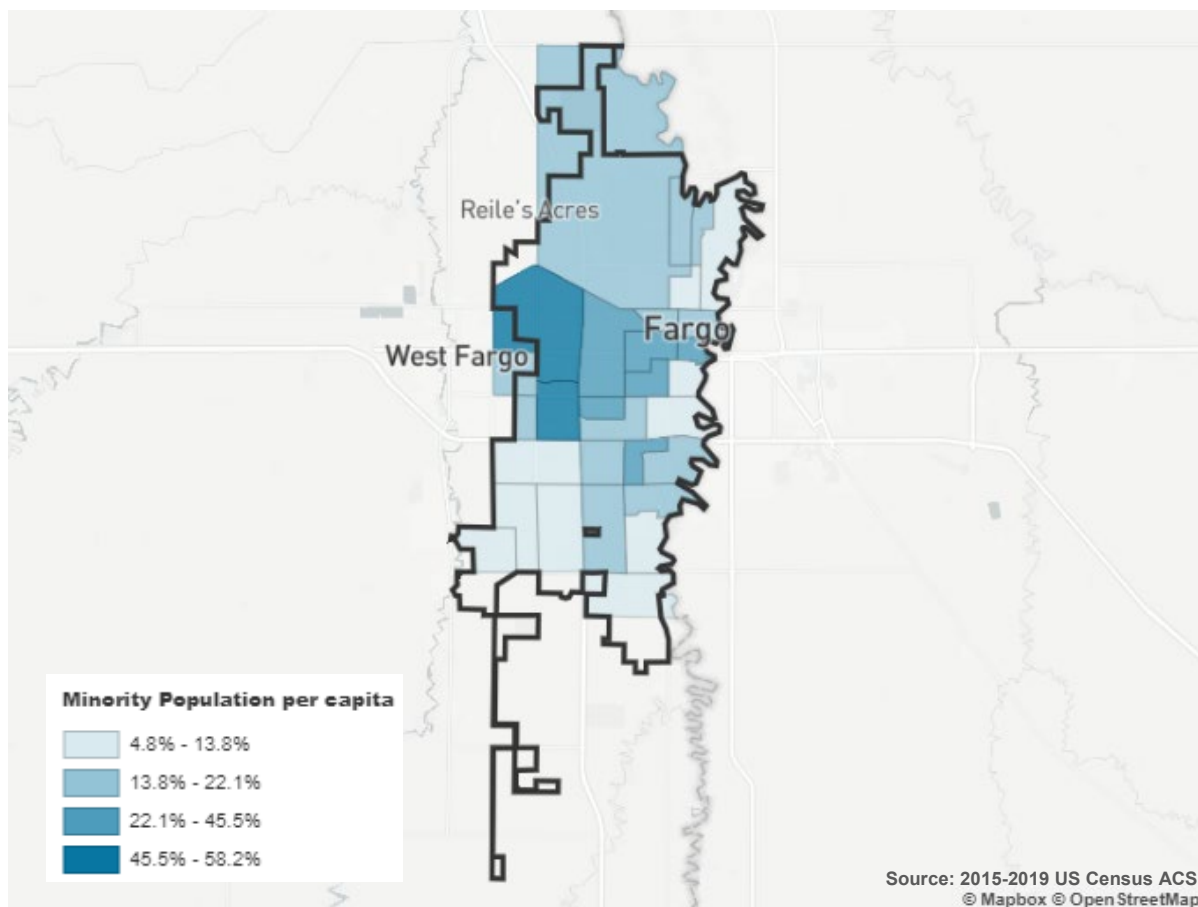 Reile's Acres
Fargo
West Fargo
Minority Population per capita
4.8% - 13.8%
13.8% - 22.1%
22.1% - 45.5%
45.5% - 58.2%
Source: 2015-2019 US Census ACS
© Mapbox © OpenStreetMap